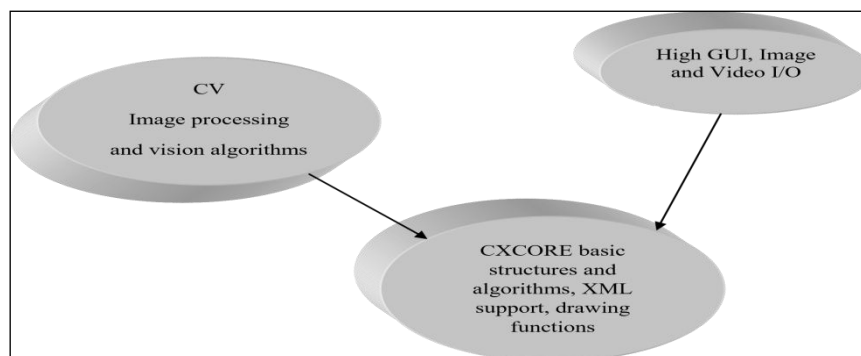 CV
Image processing
and vision algorithms
High GUI, Image
and Video I/O
CXCORE basic
structures and
algorithms, XML
support, drawing
functions